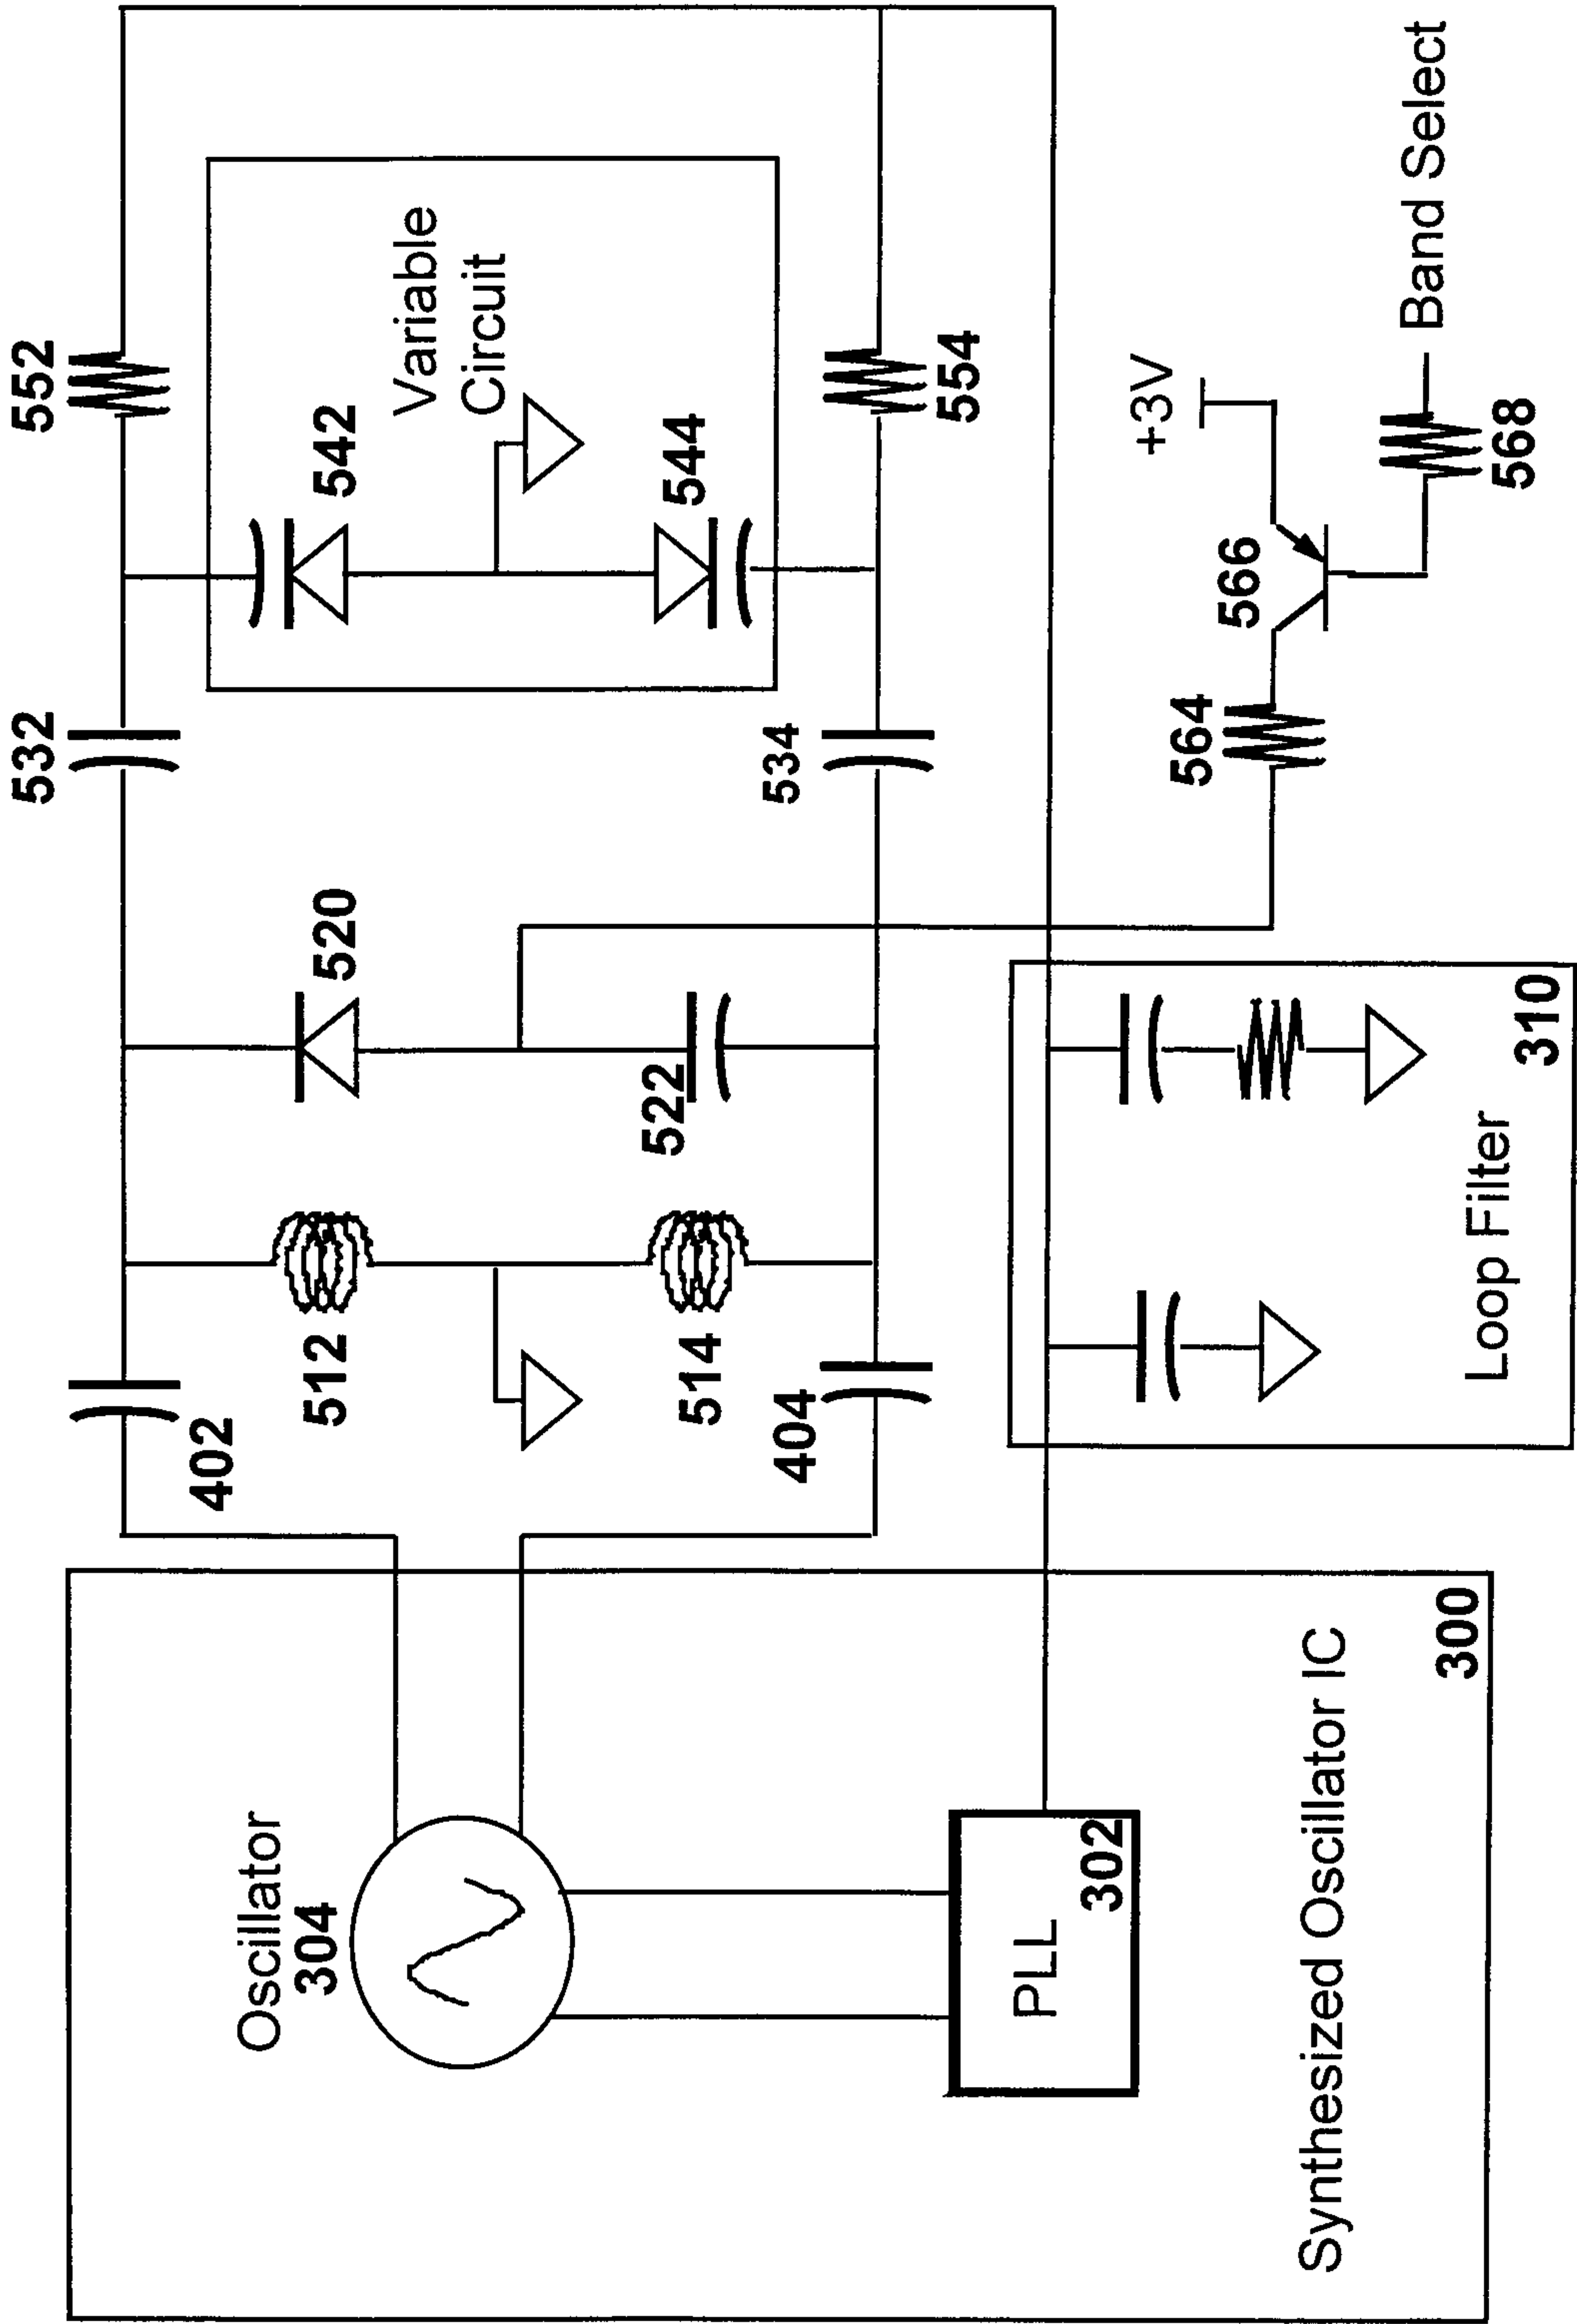 552
532
Variable
Circuit
542
544
554
534
520
522
402
512
514
404
Oscillator
304
PLL
302
Synthesized Oscillator IC
300
Loop Filter
310
+3V
566
564
568
Band Select